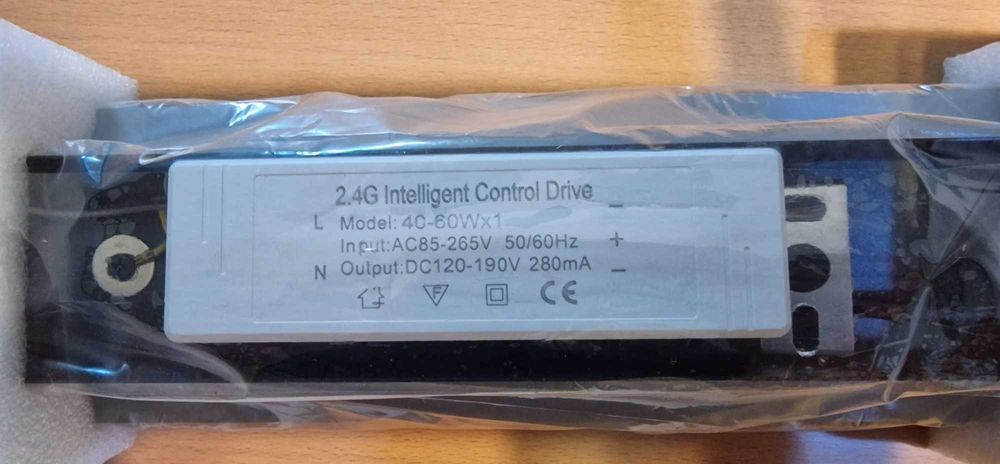 2.4G Intelligent Control Drive
L Model: 40-60Wx1 −
Input:AC85-265V 50/60Hz +
N Output:DC120-190V 280mA −
F CE